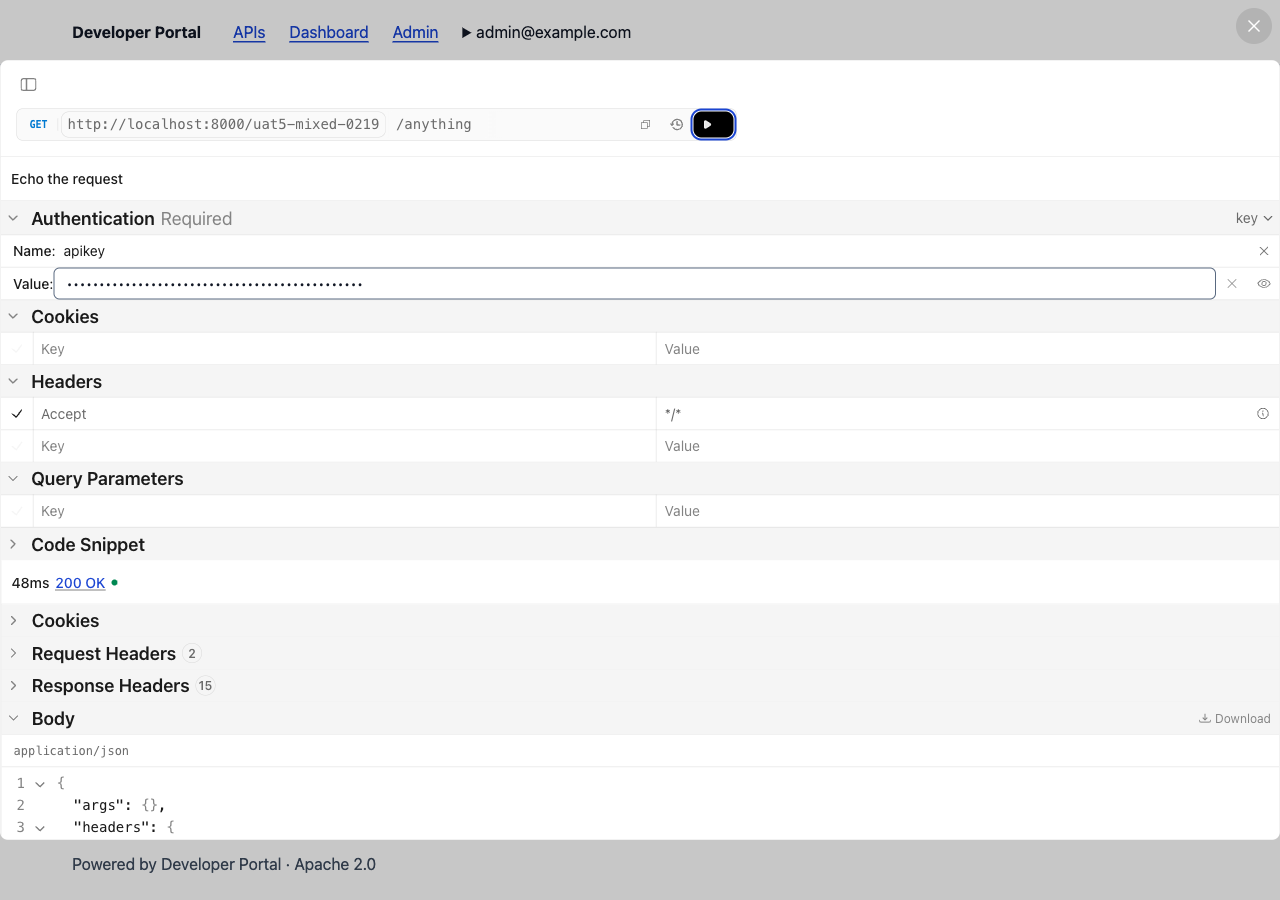 Developer Portal APIs Dashboard Admin ▶ admin@example.com
GET http://localhost:8000/uat5-mixed-0219 /anything
Echo the request
Authentication Required key
Name: apikey
Value: ••••••••••••••••••••••••••••••••••••••••••••••
Cookies
Key Value
Headers
Accept */*
Key Value
Query Parameters
Key Value
Code Snippet
48ms 200 OK
Cookies
Request Headers 2
Response Headers 15
Body Download
application/json
1 {
2 "args": {},
3 "headers": {
Powered by Developer Portal · Apache 2.0